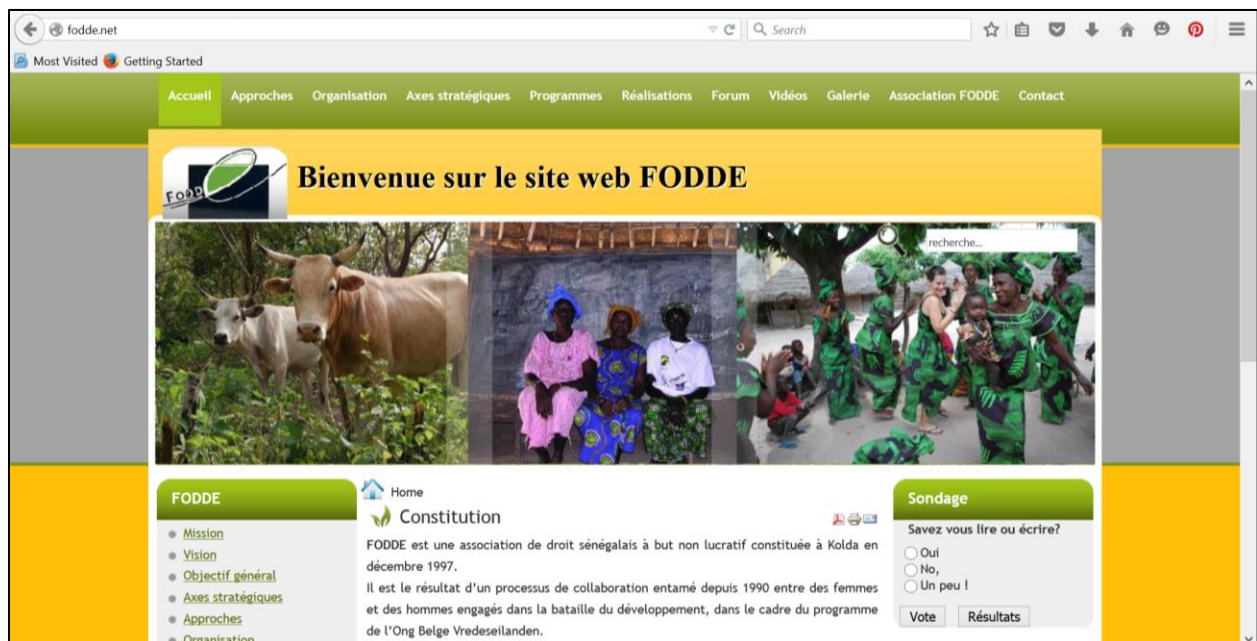 fodde.net
Search
Most Visited
Getting Started
Accueil Approches Organisation Axes stratégiques Programmes Réalisations Forum Vidéos Galerie Association FODDE Contact
FODD
Bienvenue sur le site web FODDE
recherche...
FODDE
Mission
Vision
Objectif général
Axes stratégiques
Approches
Organisation
Home
Constitution
FODDE est une association de droit sénégalais à but non lucratif constituée à Kolda en
décembre 1997.
Il est le résultat d'un processus de collaboration entamé depuis 1990 entre des femmes
et des hommes engagés dans la bataille du développement, dans le cadre du programme
de l'Ong Belge Vredeseilanden.
Sondage
Savez vous lire ou écrire?
Oui
No,
Un peu !
Vote Résultats